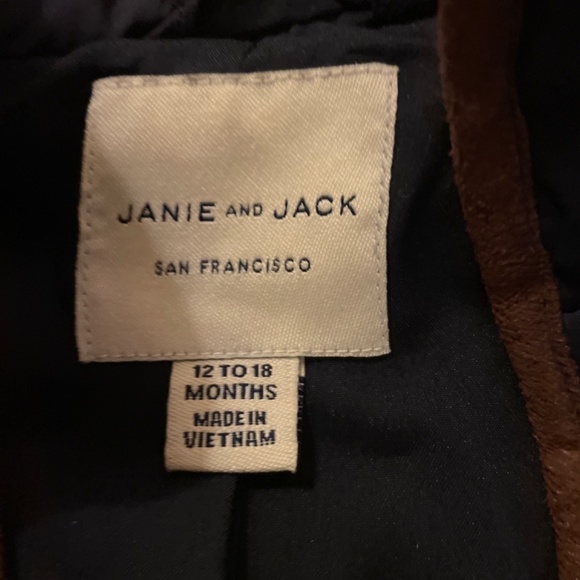 JANIE AND JACK
SAN FRANCISCO
12 TO 18
MONTHS
MADE IN
VIETNAM